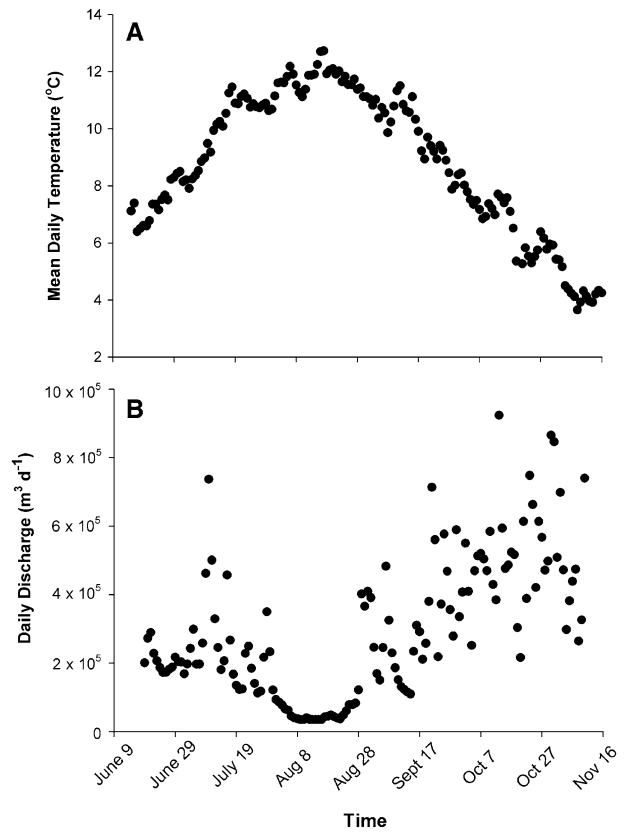 A
14
12
10
8
6
4
2
Mean Daily Temperature (°C)
B
10 x 10⁵
8 x 10⁵
6 x 10⁵
4 x 10⁵
2 x 10⁵
0
Daily Discharge (m³ d⁻¹)
June 9
June 29
July 19
Aug 8
Aug 28
Sept 17
Oct 7
Oct 27
Nov 16
Time